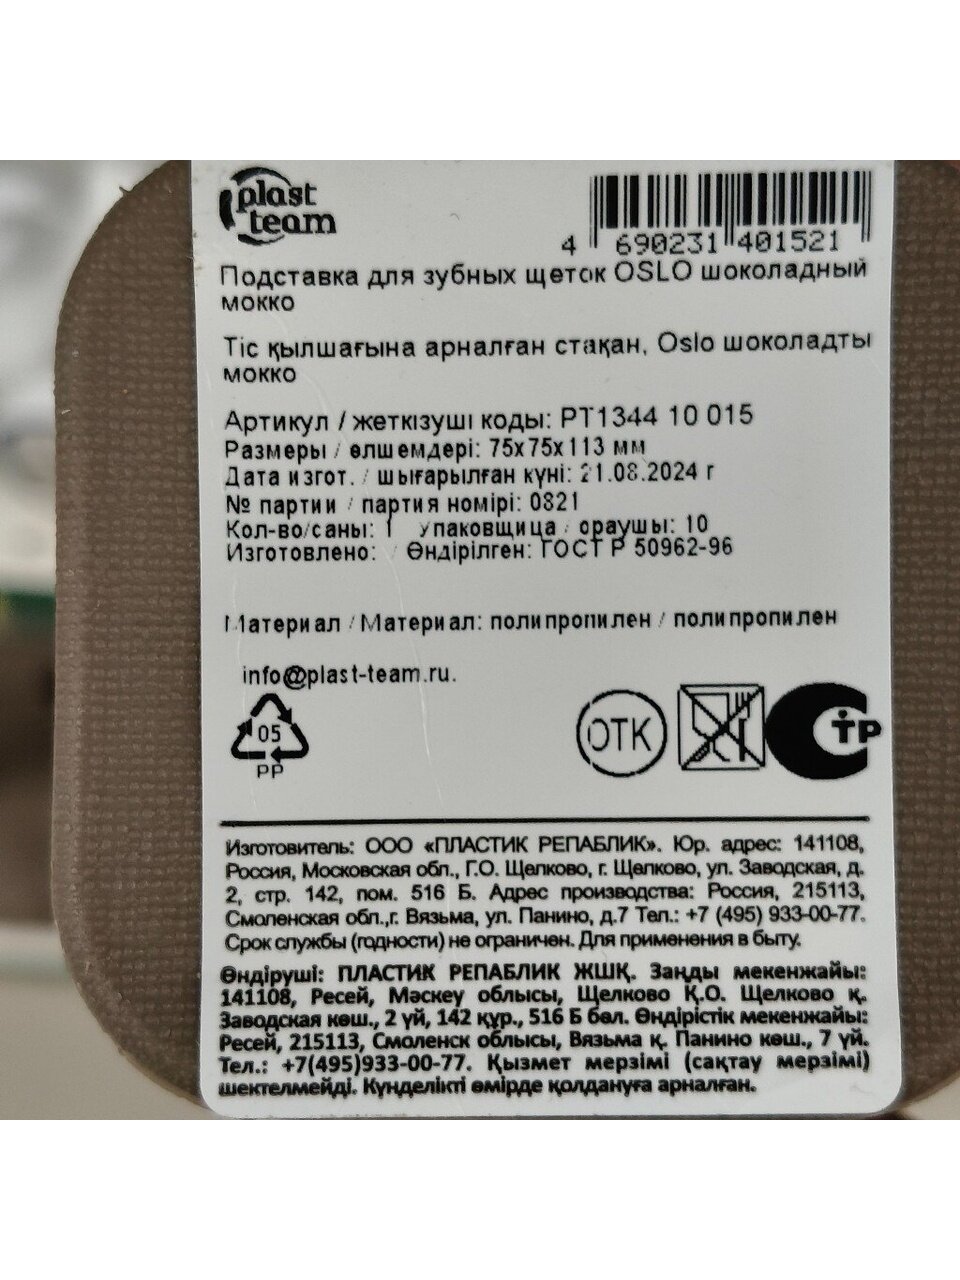 plast team
4 690231 401521
Подставка для зубных щеток OSLO шоколадный
мокко
Тіс қылшағына арналған стақан, Oslo шоколадты
мокко
Артикул / жеткізуші коды: PT1344 10 015
Размеры / өлшемдері: 75х75х113 мм
Дата изгот. / шығарылған күні: 21.08.2024 г
№ партии / партия номірі: 0821
Кол-во/саны: 1 Упаковщица / ораушы: 10
Изготовлено: / Өндірілген: ГОСТ Р 50962-96
Материал / Материал: полипропилен / полипропилен
info@plast-team.ru.
05
PP
ОТК
СТР
Изготовитель: ООО «ПЛАСТИК РЕПАБЛИК». Юр. адрес: 141108,
Россия, Московская обл., Г.О. Щелково, г. Щелково, ул. Заводская, д.
2, стр. 142, пом. 516 Б. Адрес производства: Россия, 215113,
Смоленская обл.,г. Вязьма, ул. Панино, д.7 Тел.: +7 (495) 933-00-77.
Срок службы (годности) не ограничен. Для применения в быту.
Өндіруші: ПЛАСТИК РЕПАБЛИК ЖШҚ. Заңды мекенжайы:
141108, Ресей, Мәскеу облысы, Щелково Қ.О. Щелково қ.
Заводская көш., 2 үй, 142 құр., 516 Б бөл. Өндірістік мекенжайы:
Ресей, 215113, Смоленск облысы, Вязьма қ. Панино көш., 7 үй.
Тел.: +7(495)933-00-77. Қызмет мерзімі (сақтау мерзімі)
шектелмейді. Күнделікті өмірде қолдануға арналған.